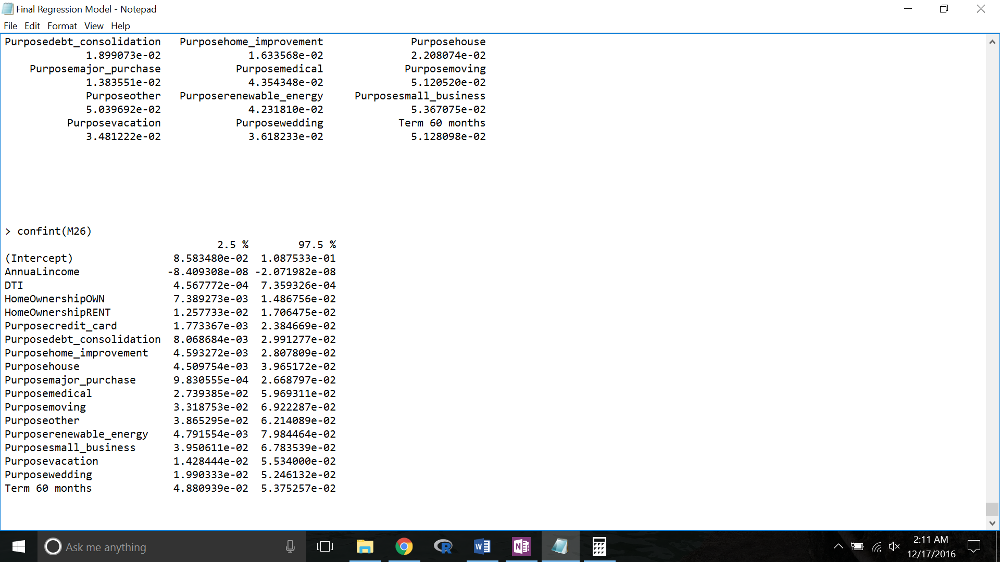 Final Regression Model - Notepad
File Edit Format View Help
Purposedebt_consolidation Purposehome_improvement Purposehouse
1.899073e-02 1.633568e-02 2.208074e-02
Purposemajor_purchase Purposemedical Purposemoving
1.383551e-02 4.354348e-02 5.120520e-02
Purposeother Purposerenewable_energy Purposesmall_business
5.039692e-02 4.231810e-02 5.367075e-02
Purposevacation Purposewedding Term 60 months
3.481222e-02 3.618233e-02 5.128098e-02
> confint(M26)
2.5 % 97.5 %
(Intercept) 8.583480e-02 1.087533e-01
AnnuaLincome -8.409308e-08 -2.071982e-08
DTI 4.567772e-04 7.359326e-04
HomeOwnershipOWN 7.389273e-03 1.486756e-02
HomeOwnershipRENT 1.257733e-02 1.706475e-02
Purposecredit_card 1.773367e-03 2.384669e-02
Purposedebt_consolidation 8.068684e-03 2.991277e-02
Purposehome_improvement 4.593272e-03 2.807809e-02
Purposehouse 4.509754e-03 3.965172e-02
Purposemajor_purchase 9.830555e-04 2.668797e-02
Purposemedical 2.739385e-02 5.969311e-02
Purposemoving 3.318753e-02 6.922287e-02
Purposeother 3.865295e-02 6.214089e-02
Purposerenewable_energy 4.791554e-03 7.984464e-02
Purposesmall_business 3.950611e-02 6.783539e-02
Purposevacation 1.428444e-02 5.534000e-02
Purposewedding 1.990333e-02 5.246132e-02
Term 60 months 4.880939e-02 5.375257e-02
Ask me anything
2:11 AM
12/17/2016